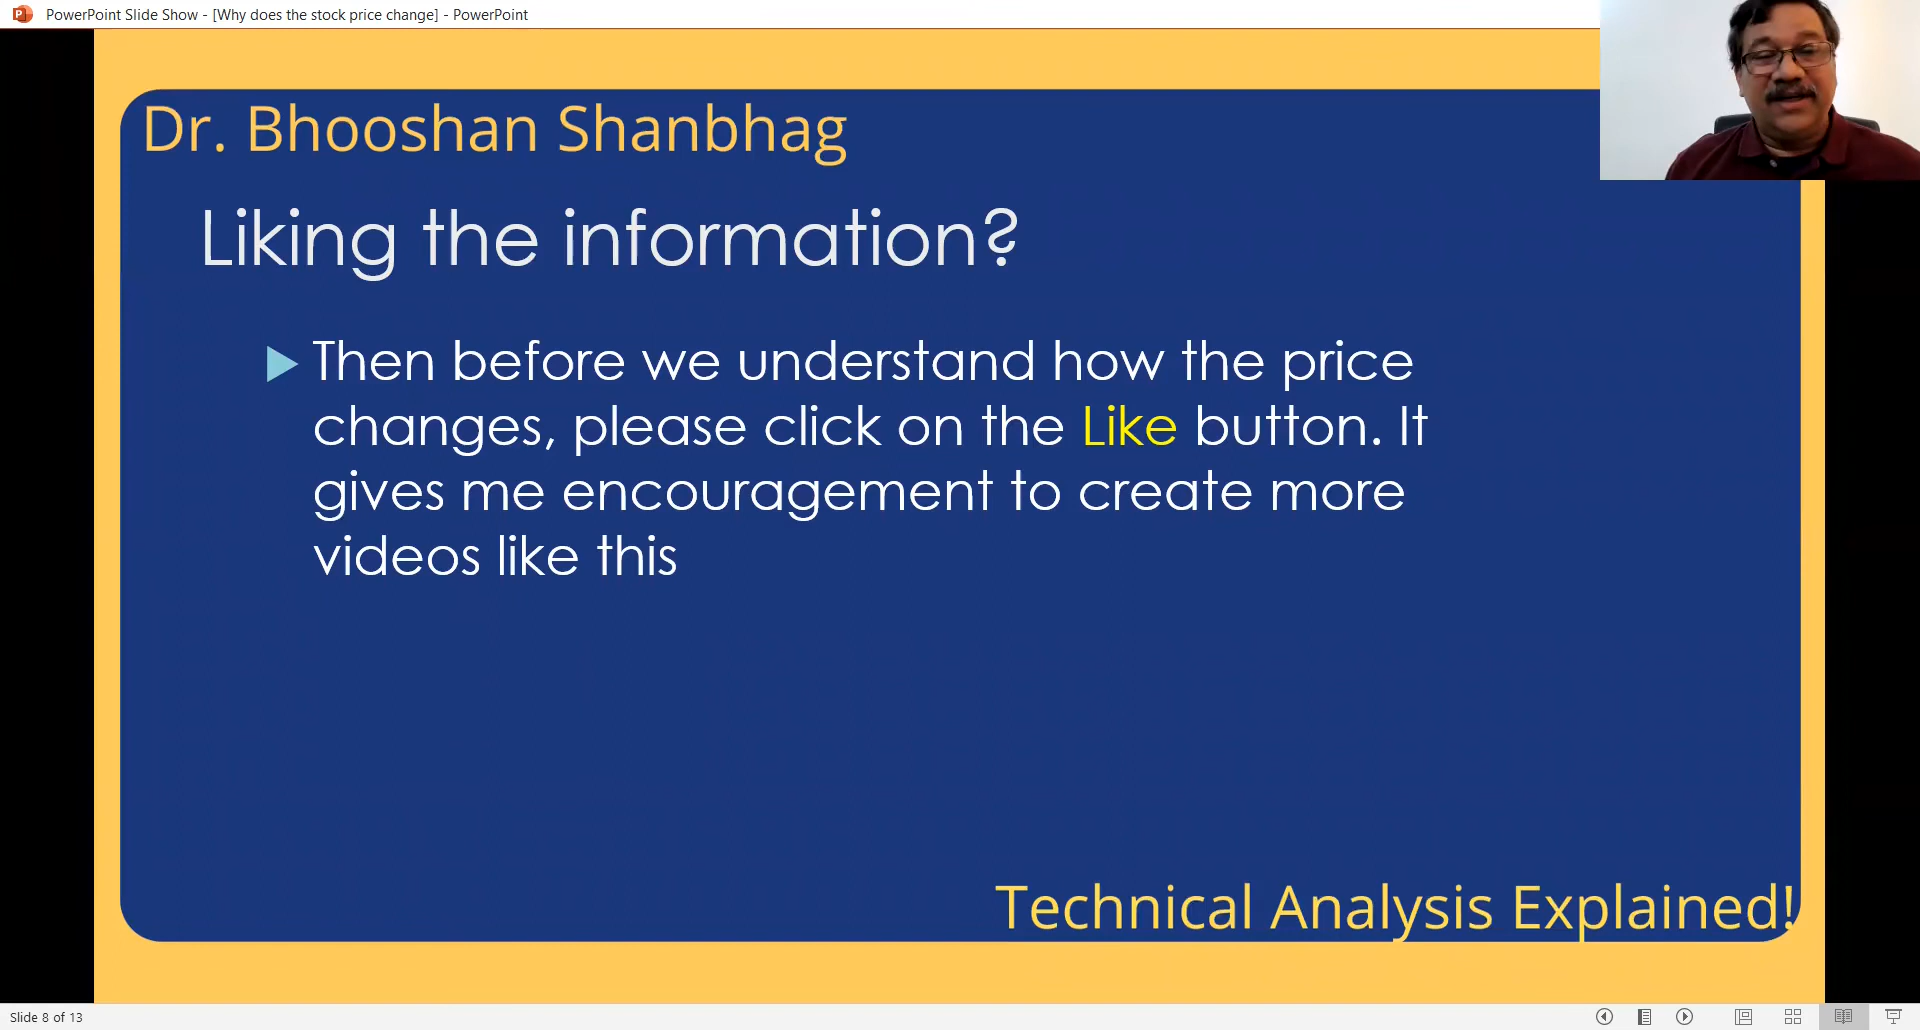 PowerPoint Slide Show - [Why does the stock price change] - PowerPoint
Dr. Bhooshan Shanbhag
Liking the information?
Then before we understand how the price
changes, please click on the Like button. It
gives me encouragement to create more
videos like this
Technical Analysis Explained!
Slide 8 of 13